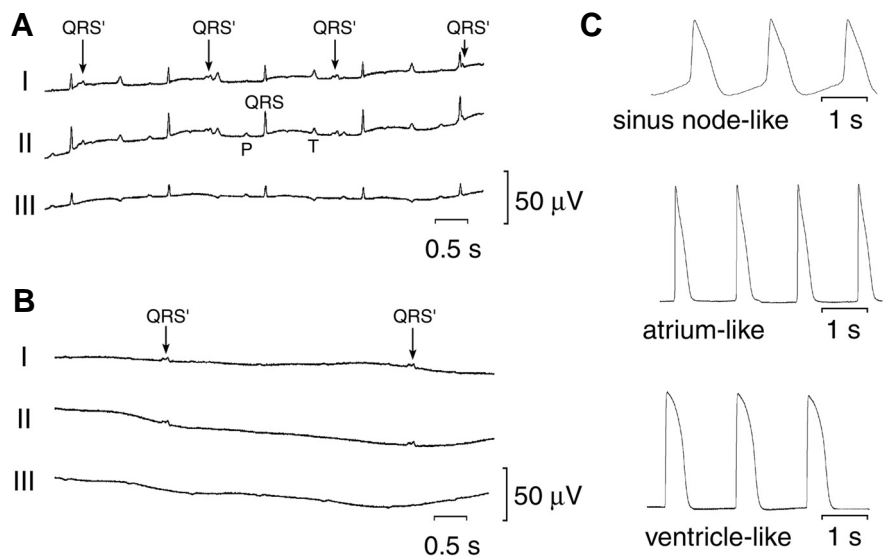 A
QRS' QRS' QRS' QRS'
I
QRS
II
P T
III
50 μV
0.5 s
B
QRS' QRS'
I
II
III
50 μV
0.5 s
C
sinus node-like 1 s
atrium-like 1 s
ventricle-like 1 s